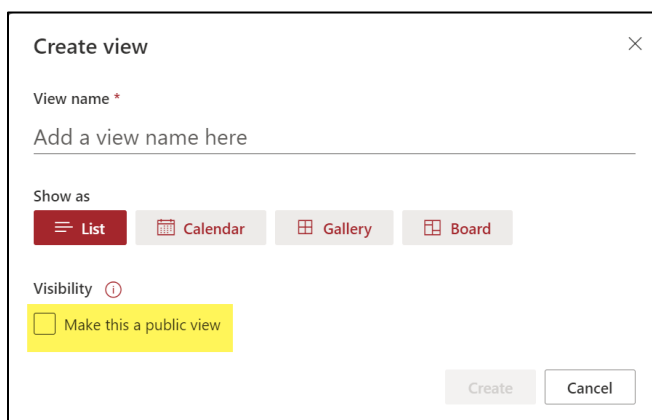 Create view
View name *
Add a view name here
Show as
List Calendar Gallery Board
Visibility
Make this a public view
Create Cancel